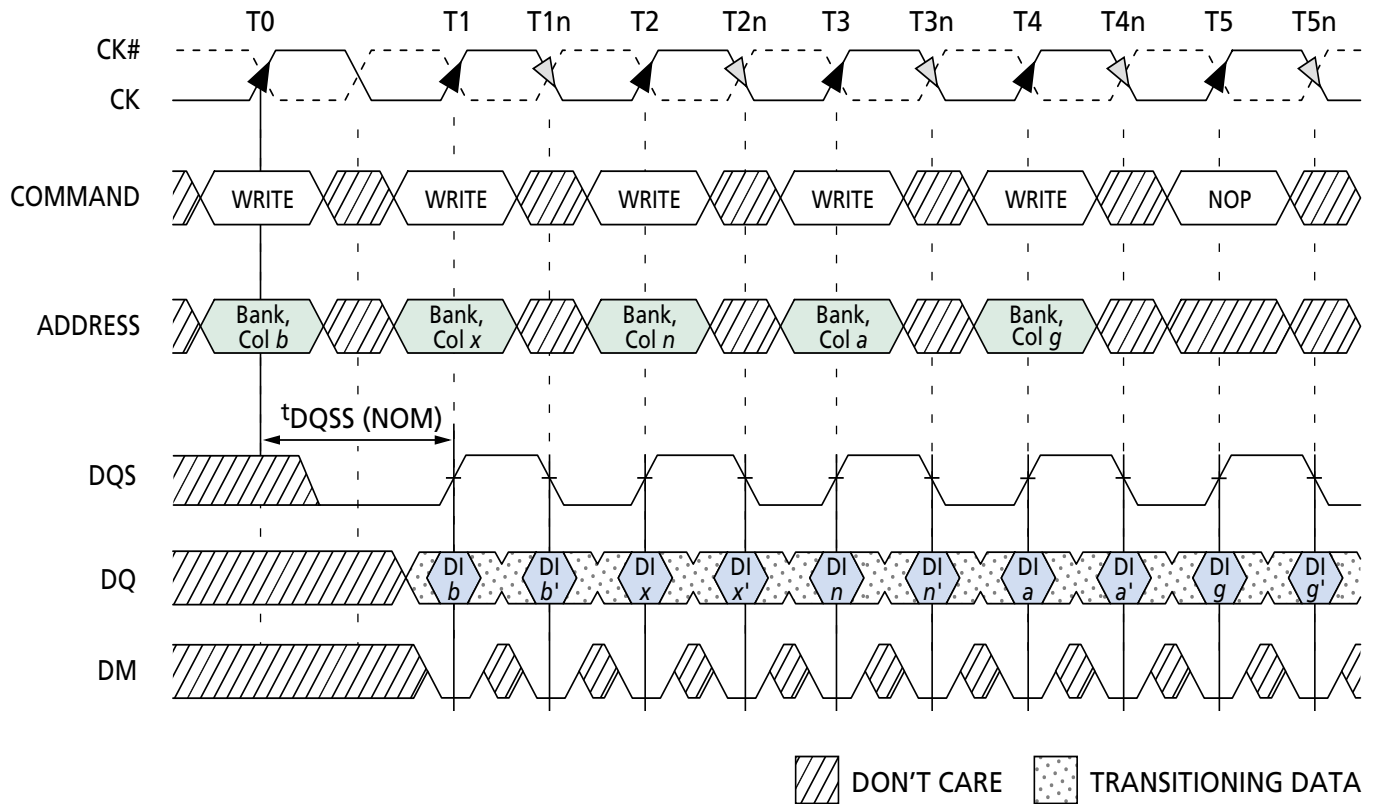 T0 T1 T1n T2 T2n T3 T3n T4 T4n T5 T5n
CK#
CK
COMMAND WRITE WRITE WRITE WRITE WRITE NOP
Bank, Bank, Bank, Bank, Bank,
ADDRESS
Col b Col x Col n Col a Col g
tDQSS (NOM)
DQS
DI DI DI DI DI DI DI DI DI DI
DQ
b b' x x' n n' a a' g g'
DM
DON'T CARE TRANSITIONING DATA